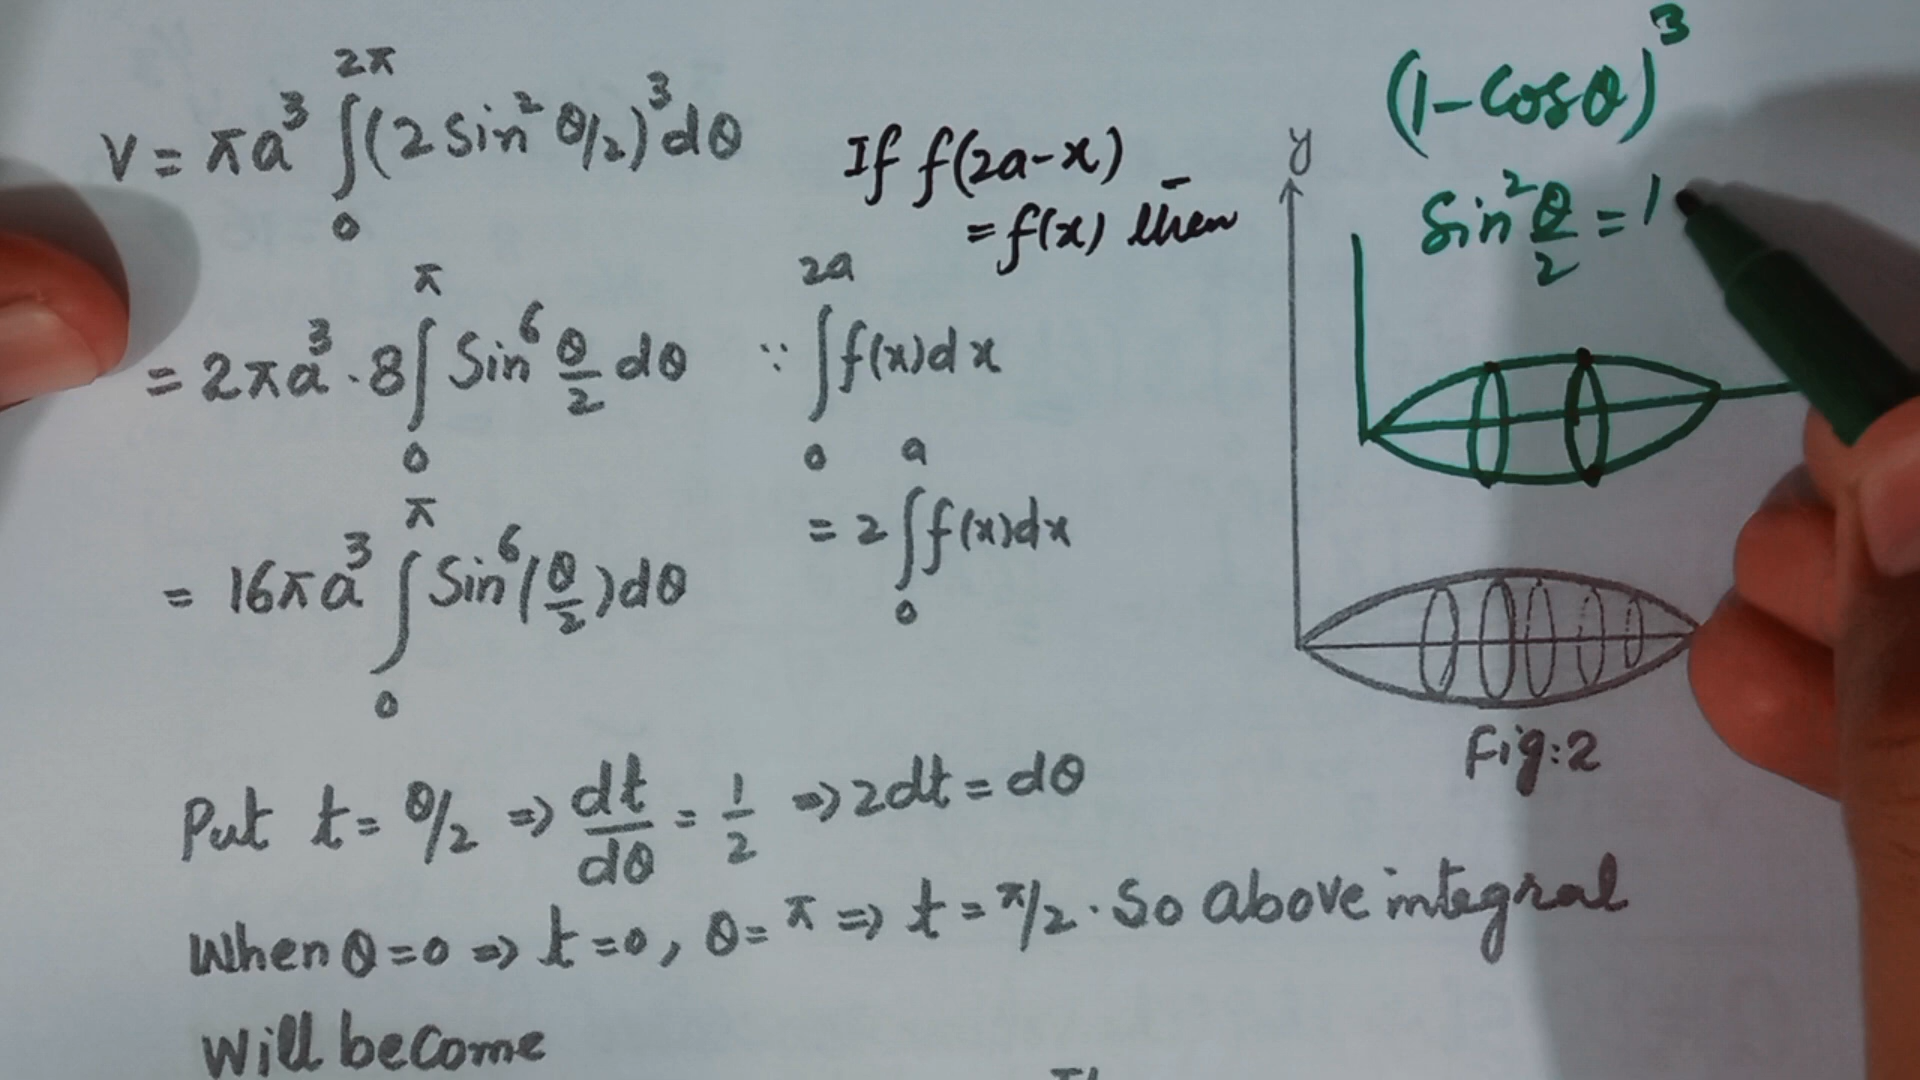 V = πa³ ∫₀^2π (2 Sin² θ/2)³ dθ
= 2πa³ · 8 ∫₀^π Sin⁶ θ/2 dθ
= 16πa³ ∫₀^π Sin⁶(θ/2) dθ
If f(2a-x)
= f(x) then
∵ ∫₀^2a f(x)dx
= 2 ∫₀^a f(x)dx
(1-Cosθ)³
Sin² θ/2 = 1
y
Fig:2
Put t = θ/2 ⇒ dt/dθ = 1/2 ⇒ 2dt = dθ
When θ=0 ⇒ t=0, θ=π ⇒ t=π/2. So above integral
Will become